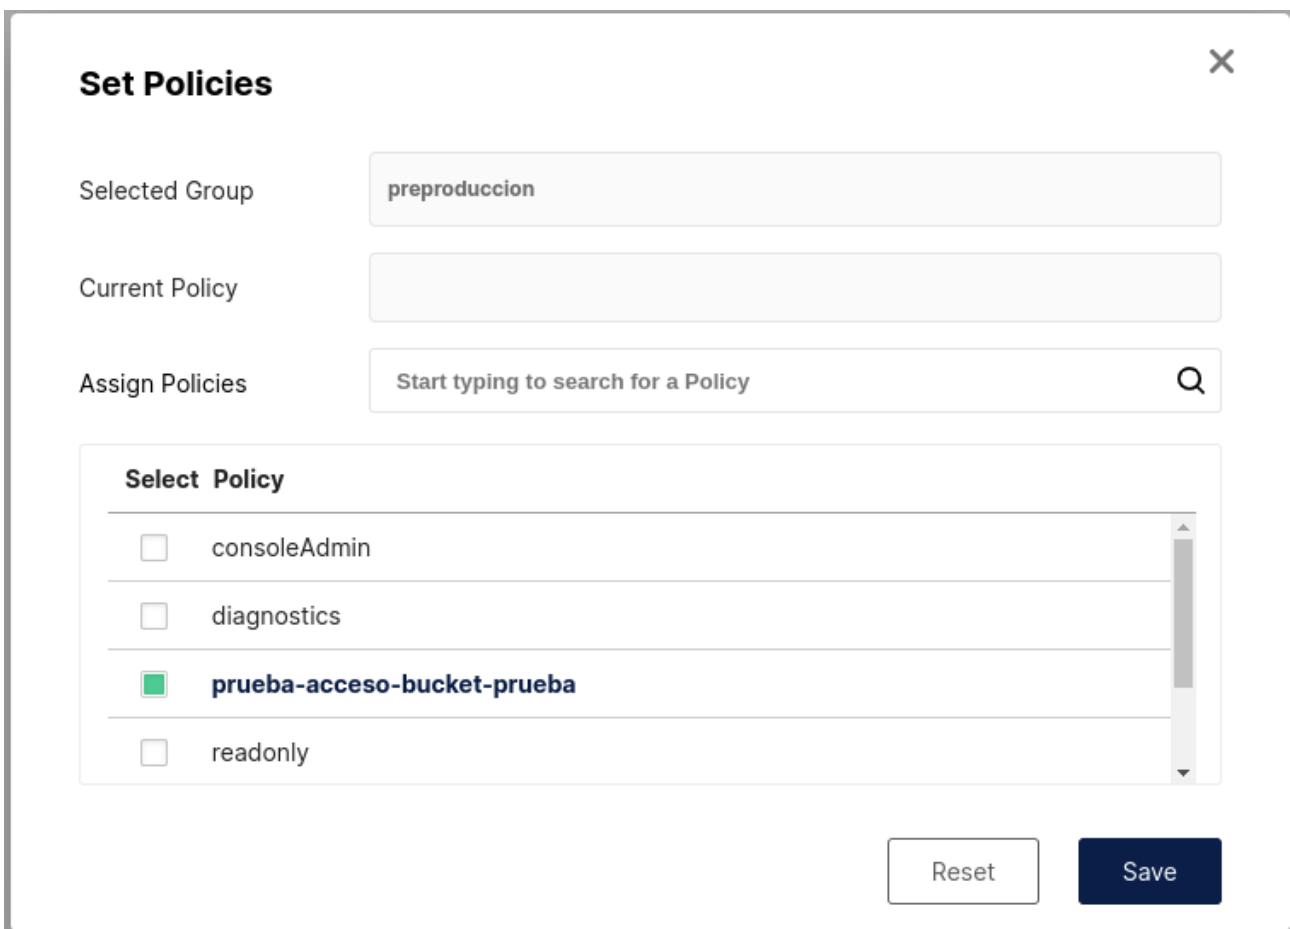 Set Policies
Selected Group preproduccion
Current Policy
Assign Policies Start typing to search for a Policy
Select Policy
consoleAdmin
diagnostics
prueba-acceso-bucket-prueba
readonly
Reset Save